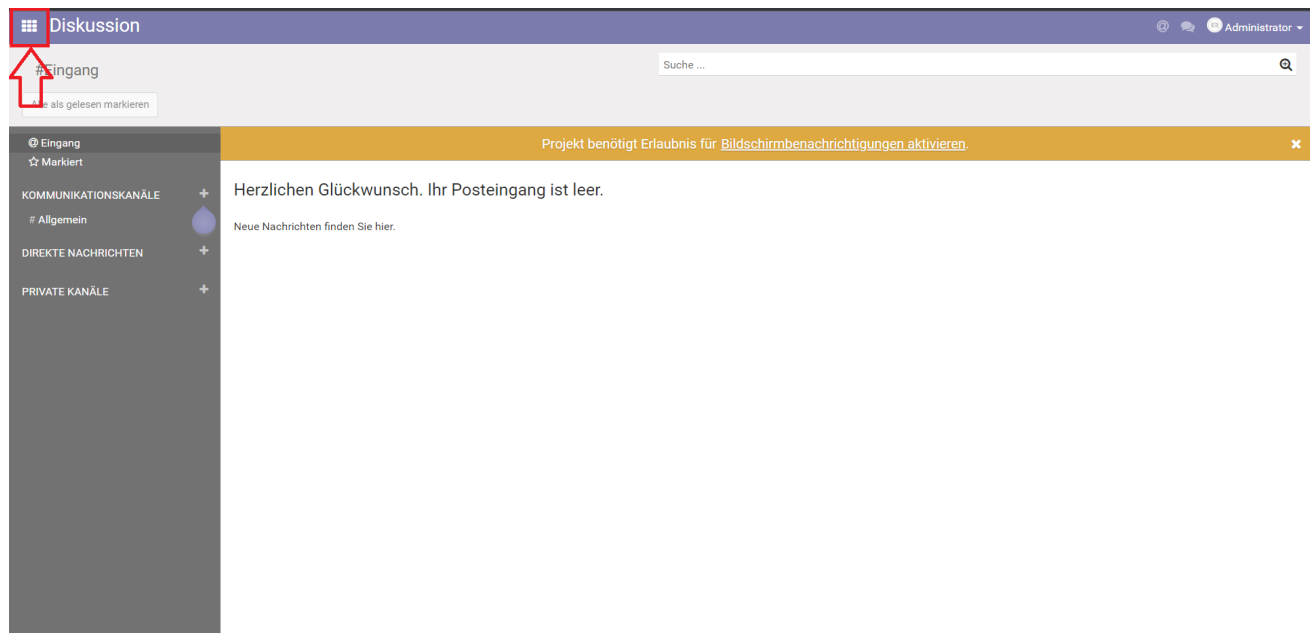 Diskussion
@ Administrator
#Eingang
Suche ...
Alle als gelesen markieren
@ Eingang
Markiert
KOMMUNIKATIONSKANÄLE +
# Allgemein
DIREKTE NACHRICHTEN +
PRIVATE KANÄLE +
Projekt benötigt Erlaubnis für Bildschirmbenachrichtigungen aktivieren.
Herzlichen Glückwunsch. Ihr Posteingang ist leer.
Neue Nachrichten finden Sie hier.